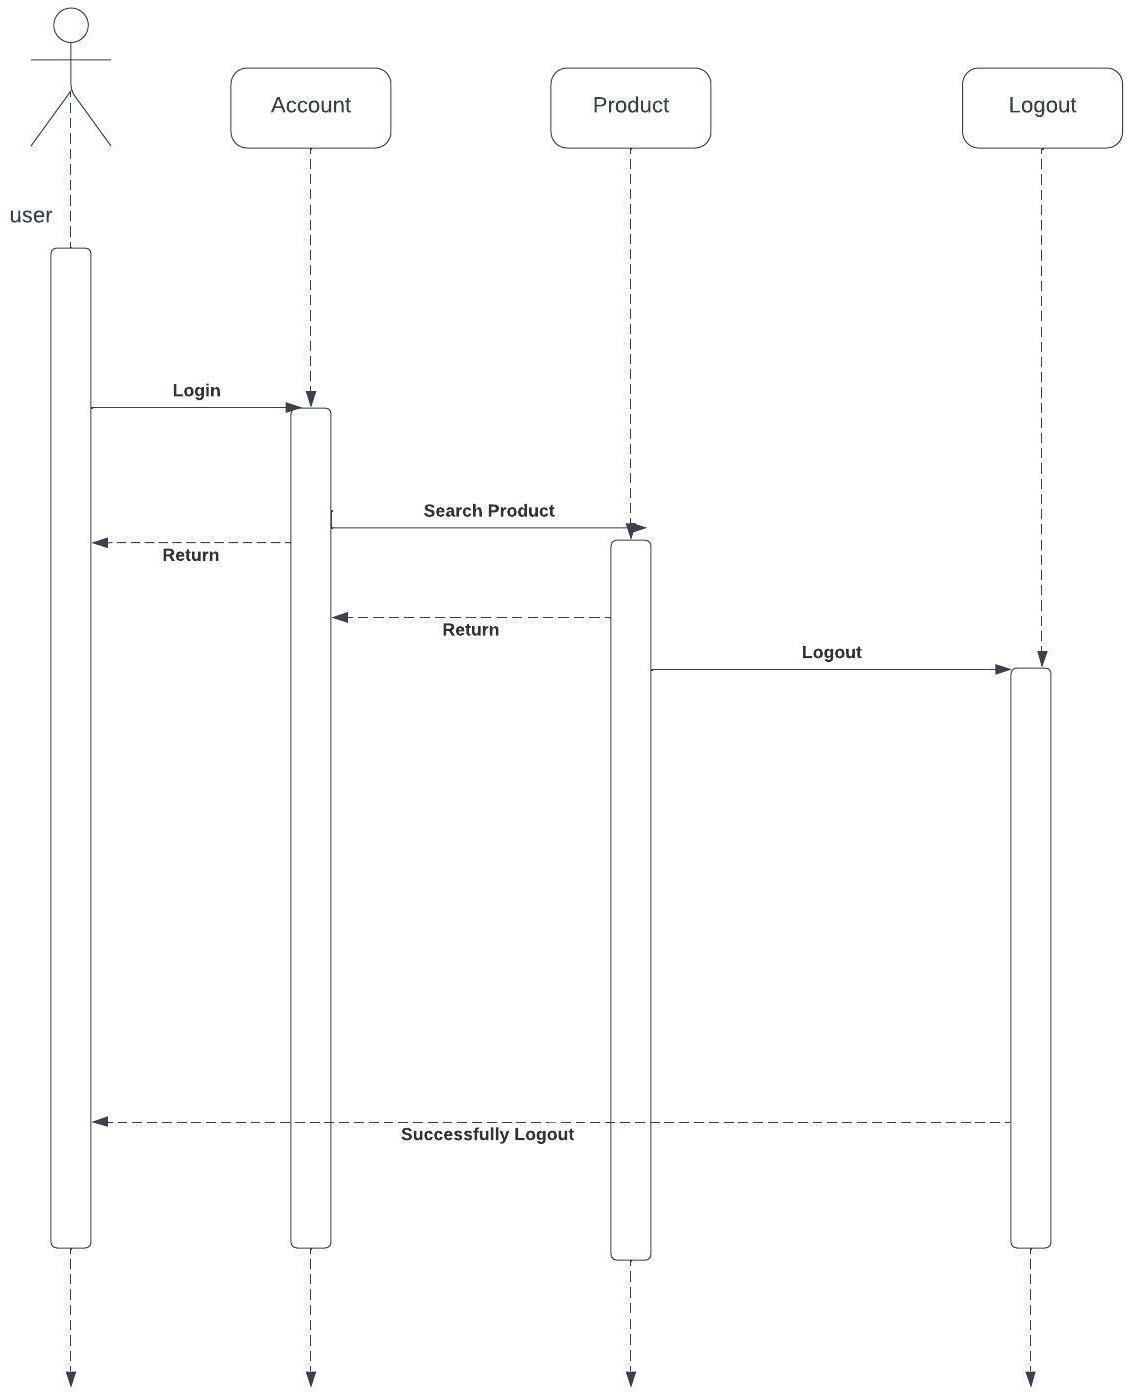 Account
Product
Logout
user
Login
Search Product
Return
Return
Logout
Successfully Logout